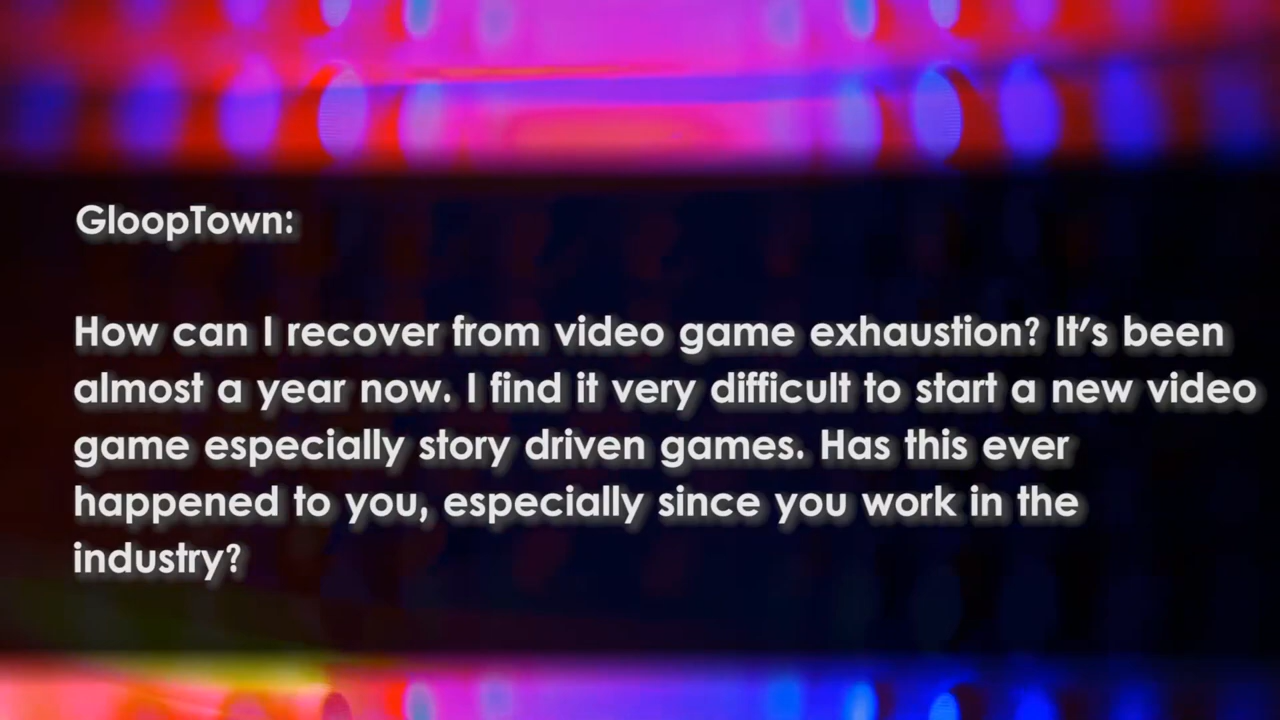 GloopTown:
How can I recover from video game exhaustion? It's been
almost a year now. I find it very difficult to start a new video
game especially story driven games. Has this ever
happened to you, especially since you work in the
industry?